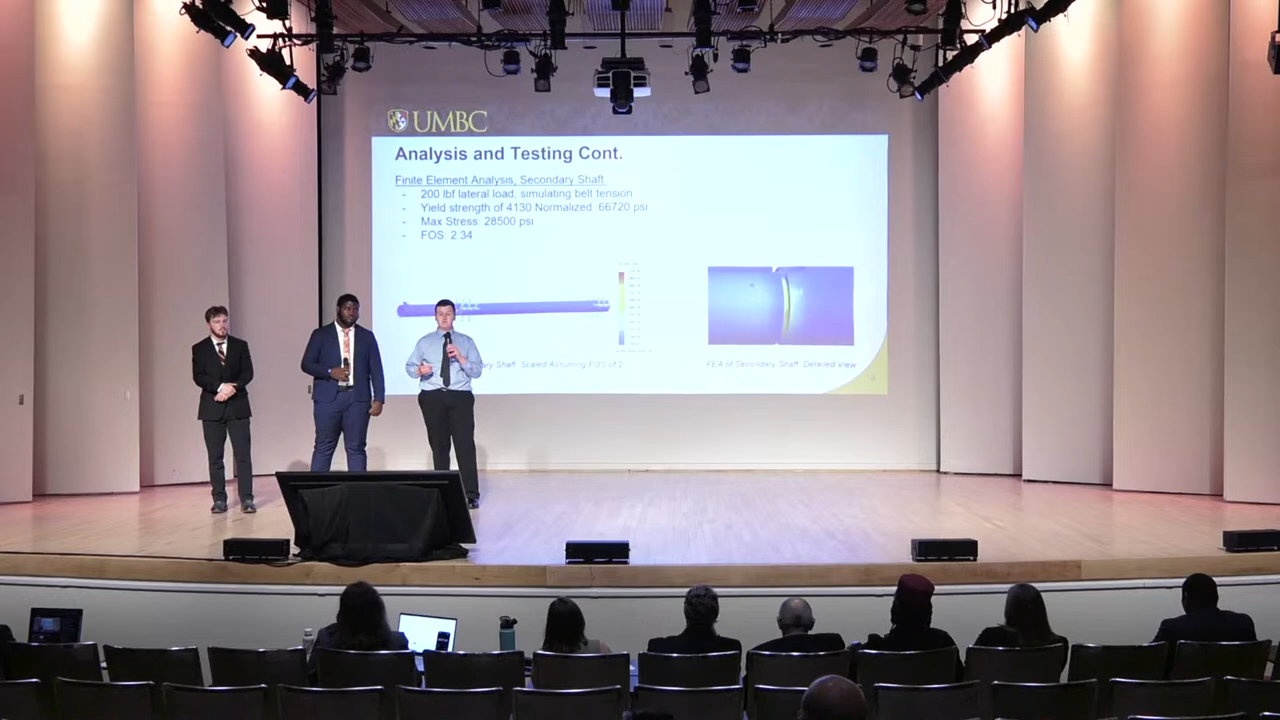 UMBC
Analysis and Testing Cont.
Finite Element Analysis, Secondary Shaft
- 200 lbf lateral load, simulating belt tension
- Yield strength of 4130 Normalized: 66720 psi
- Max Stress: 28500 psi
- FOS: 2.34
Shaft: Scaled Assuming FOS of 2
FEA of Secondary Shaft: Detailed View